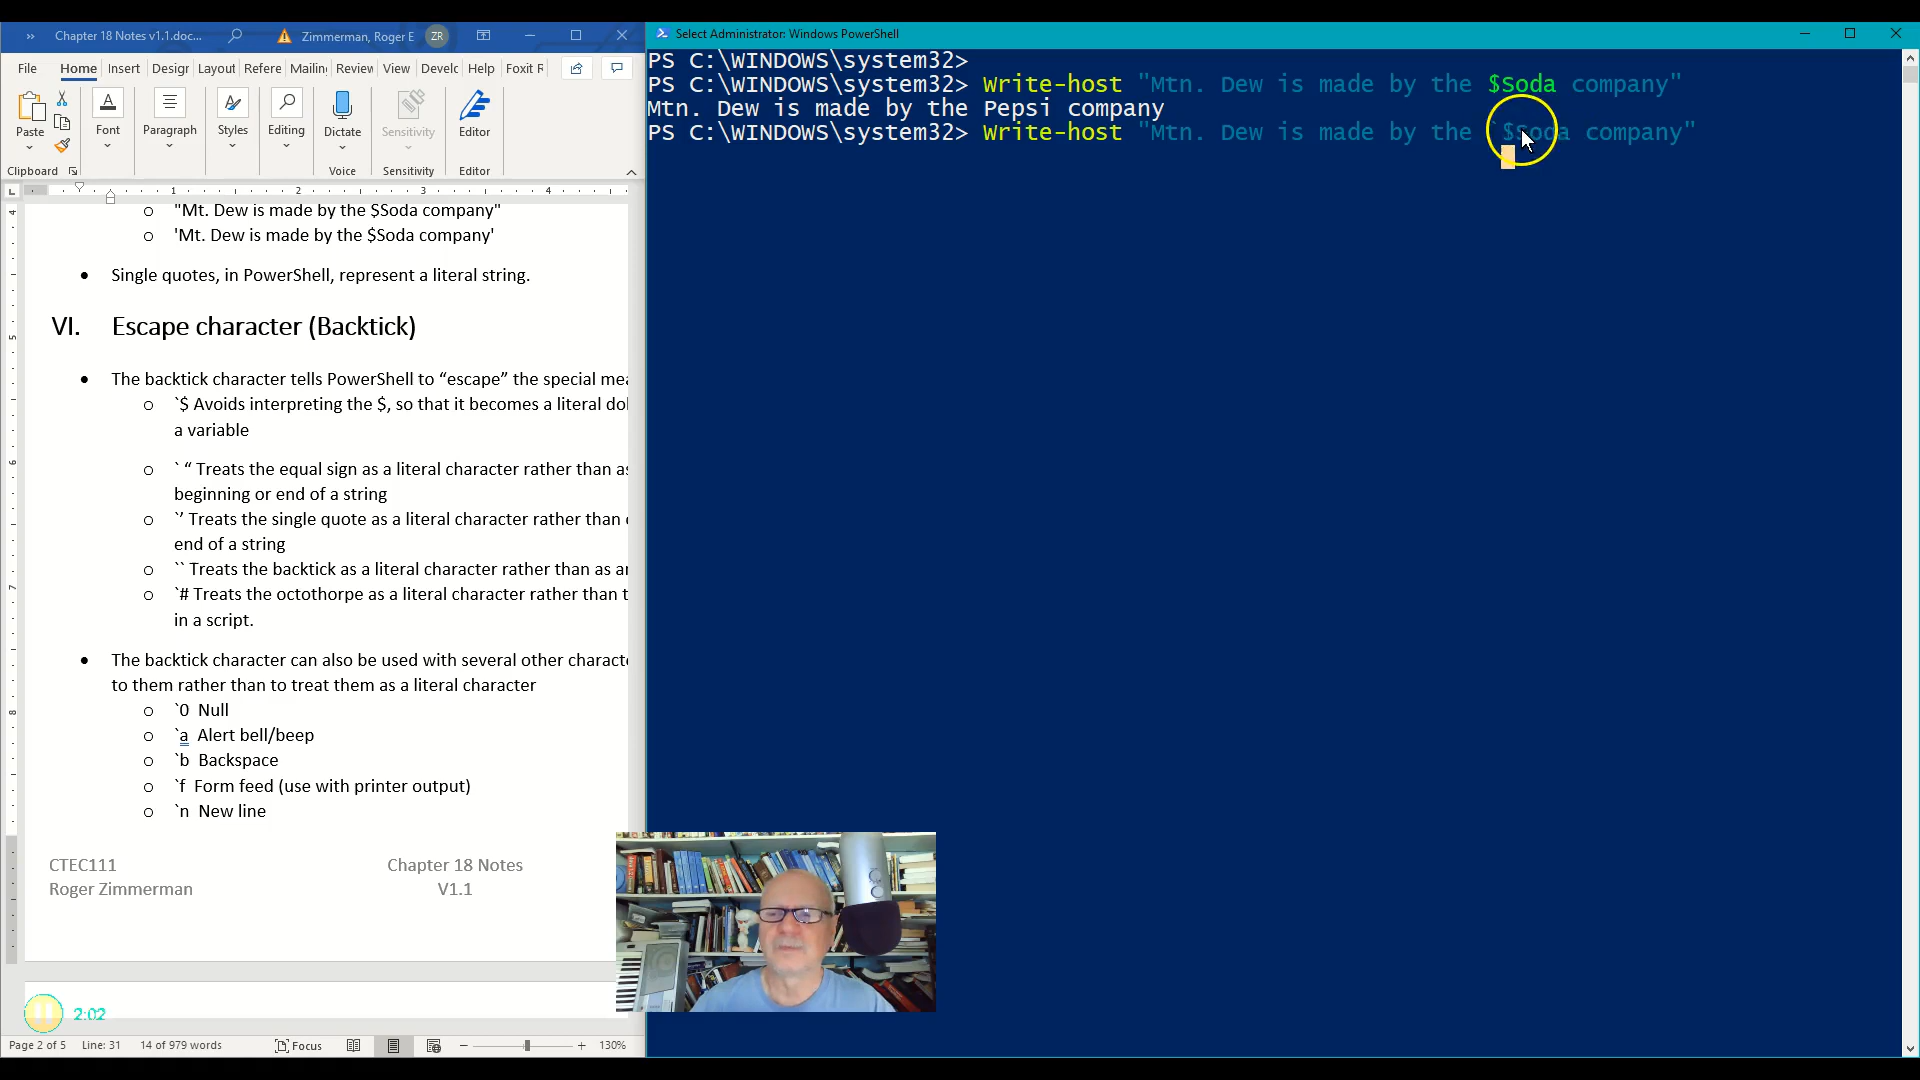 Chapter 18 Notes v1.1.doc...
Zimmerman, Roger E
ZR
File Home Insert Desigr Layout Refere Mailin Review View Develo Help Foxit R
Paste
Font
Paragraph
Styles
Editing
Dictate
Sensitivity
Editor
Clipboard
Voice
Sensitivity
Editor
1 2 3 4
o "Mt. Dew is made by the $Soda company"
o 'Mt. Dew is made by the $Soda company'
• Single quotes, in PowerShell, represent a literal string.
VI. Escape character (Backtick)
• The backtick character tells PowerShell to “escape” the special mea
o `$ Avoids interpreting the $, so that it becomes a literal dol
a variable
o ` “ Treats the equal sign as a literal character rather than as
beginning or end of a string
o `’ Treats the single quote as a literal character rather than
end of a string
o `` Treats the backtick as a literal character rather than as an
o `# Treats the octothorpe as a literal character rather than t
in a script.
• The backtick character can also be used with several other characte
to them rather than to treat them as a literal character
o `0 Null
o `a Alert bell/beep
o `b Backspace
o `f Form feed (use with printer output)
o `n New line
CTEC111
Chapter 18 Notes
Roger Zimmerman
V1.1
2:02
Page 2 of 5 Line: 31 14 of 979 words Focus 130%
Select Administrator: Windows PowerShell
PS C:\WINDOWS\system32>
PS C:\WINDOWS\system32> Write-host "Mtn. Dew is made by the $Soda company"
Mtn. Dew is made by the Pepsi company
PS C:\WINDOWS\system32> Write-host "Mtn. Dew is made by the `$Soda company"